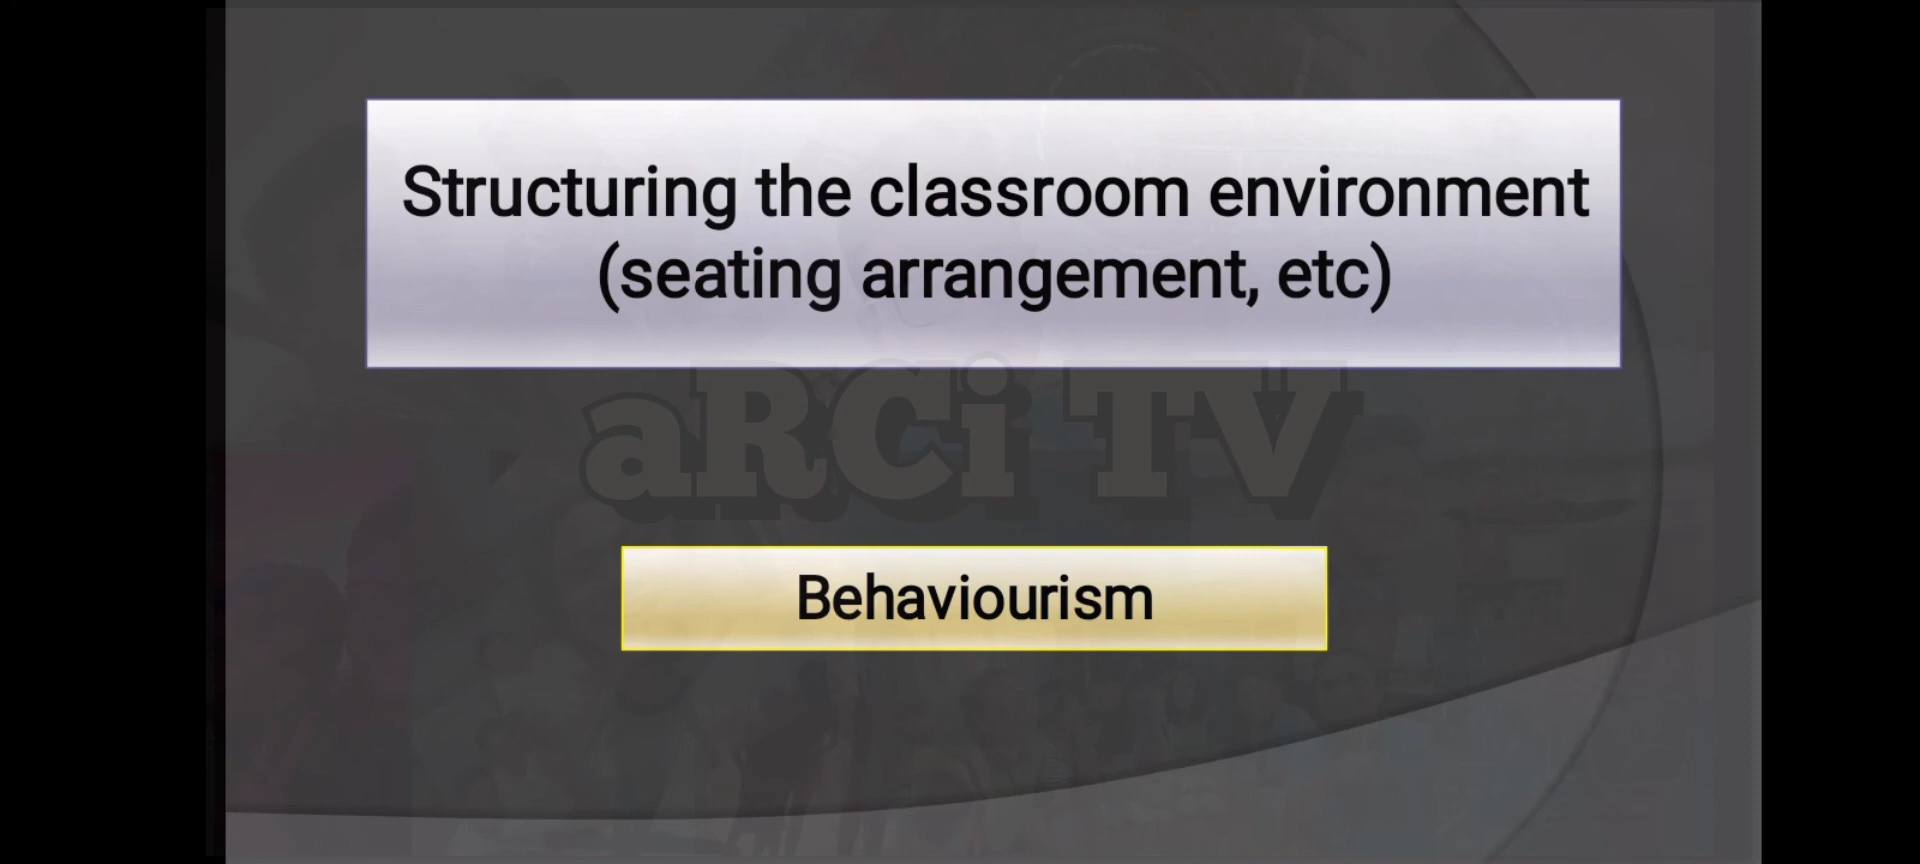 Structuring the classroom environment
(seating arrangement, etc)
aRCi TV
Behaviourism